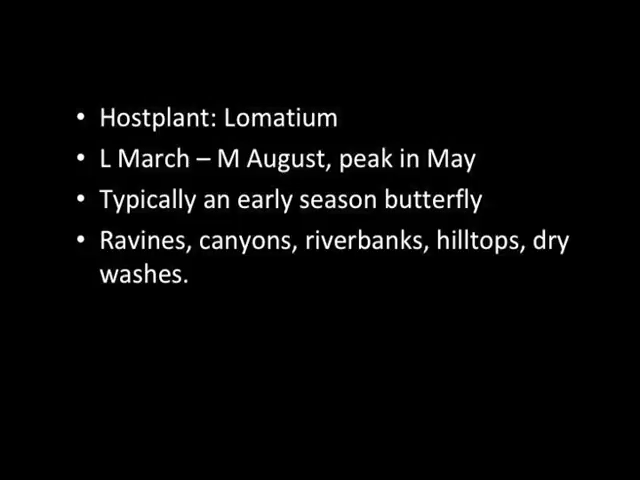 • Hostplant: Lomatium
• L March – M August, peak in May
• Typically an early season butterfly
• Ravines, canyons, riverbanks, hilltops, dry
washes.